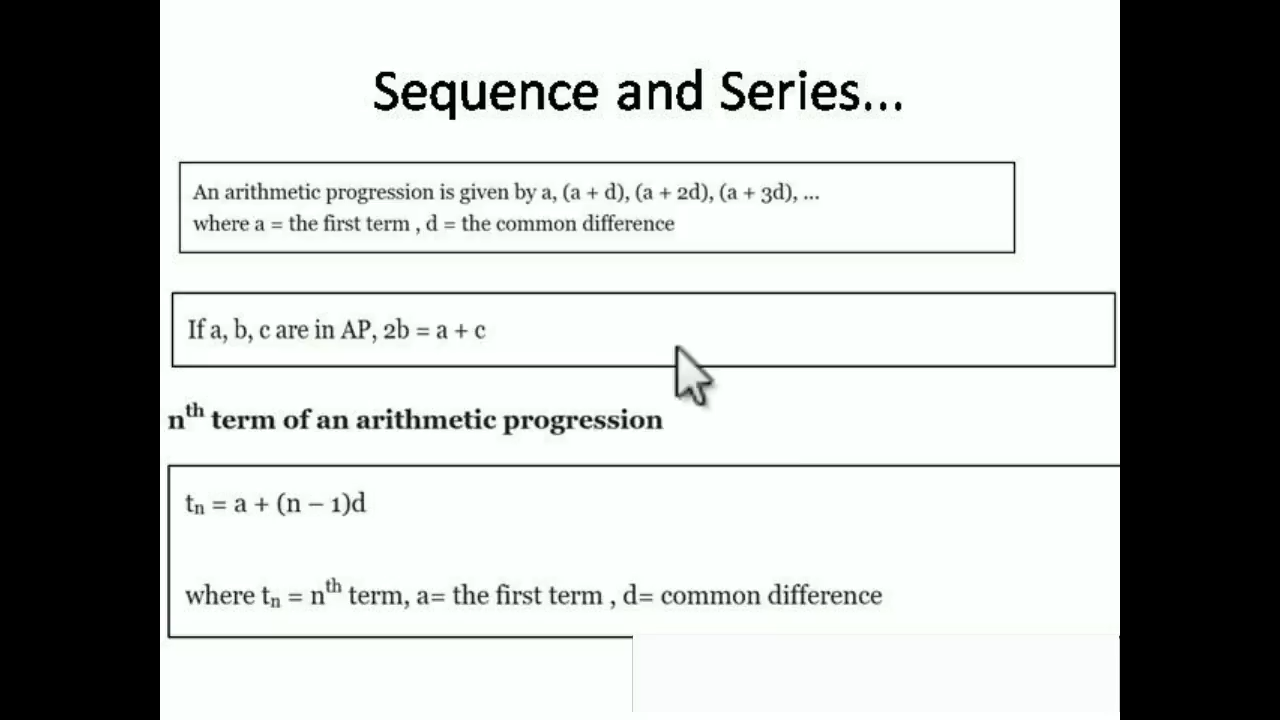 Sequence and Series...
An arithmetic progression is given by a, (a + d), (a + 2d), (a + 3d), ...
where a = the first term , d = the common difference
If a, b, c are in AP, 2b = a + c
nᵗʰ term of an arithmetic progression
tₙ = a + (n – 1)d
where tₙ = nᵗʰ term, a= the first term , d= common difference